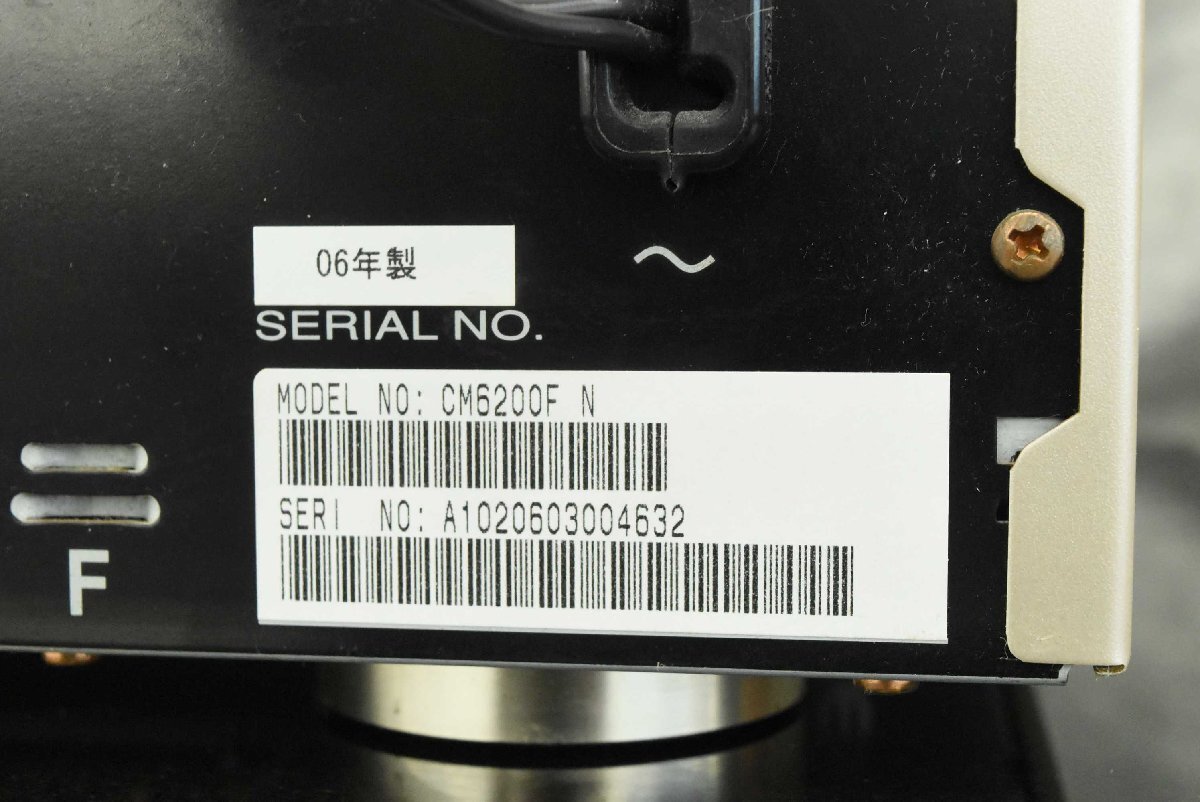 06年製
～
SERIAL NO.
MODEL NO: CM6200F N
SERI NO: A1020603004632
F